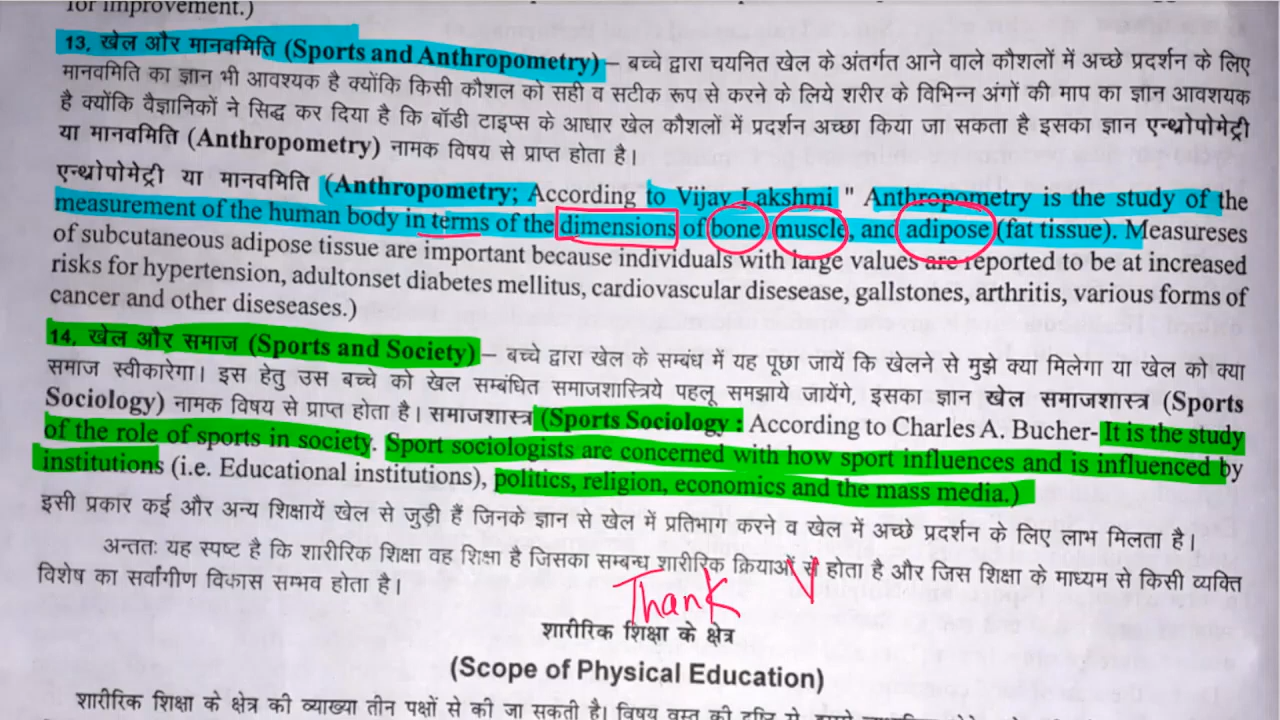 for improvement.)
13. खेल और मानवमिति (Sports and Anthropometry) – बच्चे द्वारा चयनित खेल के अंतर्गत आने वाले कौशलों में अच्छे प्रदर्शन के लिए
मानवमिति का ज्ञान भी आवश्यक है क्योंकि किसी कौशल को सही व सटीक रूप से करने के लिये शरीर के विभिन्न अंगों की माप का ज्ञान आवश्यक
है क्योंकि वैज्ञानिकों ने सिद्ध कर दिया है कि बॉडी टाइप्स के आधार खेल कौशलों में प्रदर्शन अच्छा किया जा सकता है इसका ज्ञान एन्थ्रोपोमेट्री
या मानवमिति (Anthropometry) नामक विषय से प्राप्त होता है।
एन्थ्रोपोमेट्री या मानवमिति (Anthropometry; According to Vijay Lakshmi " Anthropometry is the study of the
measurement of the human body in terms of the dimensions of bone, muscle, and adipose (fat tissue). Measureses
of subcutaneous adipose tissue are important because individuals with large values are reported to be at increased
risks for hypertension, adultonset diabetes mellitus, cardiovascular disesease, gallstones, arthritis, various forms of
cancer and other diseseases.)
14. खेल और समाज (Sports and Society) – बच्चे द्वारा खेल के सम्बंध में यह पूछा जायें कि खेलने से मुझे क्या मिलेगा या खेल को क्या
समाज स्वीकारेगा। इस हेतु उस बच्चे को खेल सम्बंधित समाजशास्त्रिये पहलू समझाये जायेंगे, इसका ज्ञान खेल समाजशास्त्र (Sports
Sociology) नामक विषय से प्राप्त होता है। समाजशास्त्र (Sports Sociology : According to Charles A. Bucher- It is the study
of the role of sports in society. Sport sociologists are concerned with how sport influences and is influenced by
institutions (i.e. Educational institutions), politics, religion, economics and the mass media.)
इसी प्रकार कई और अन्य शिक्षायें खेल से जुड़ी हैं जिनके ज्ञान से खेल में प्रतिभाग करने व खेल में अच्छे प्रदर्शन के लिए लाभ मिलता है।
अन्ततः यह स्पष्ट है कि शारीरिक शिक्षा वह शिक्षा है जिसका सम्बन्ध शारीरिक क्रियाओं से होता है और जिस शिक्षा के माध्यम से किसी व्यक्ति
विशेष का सर्वांगीण विकास सम्भव होता है।
Thank Y
शारीरिक शिक्षा के क्षेत्र
(Scope of Physical Education)
शारीरिक शिक्षा के क्षेत्र की व्याख्या तीन पक्षों से की जा सकती है। विषय वस्तु की दृष्टि से